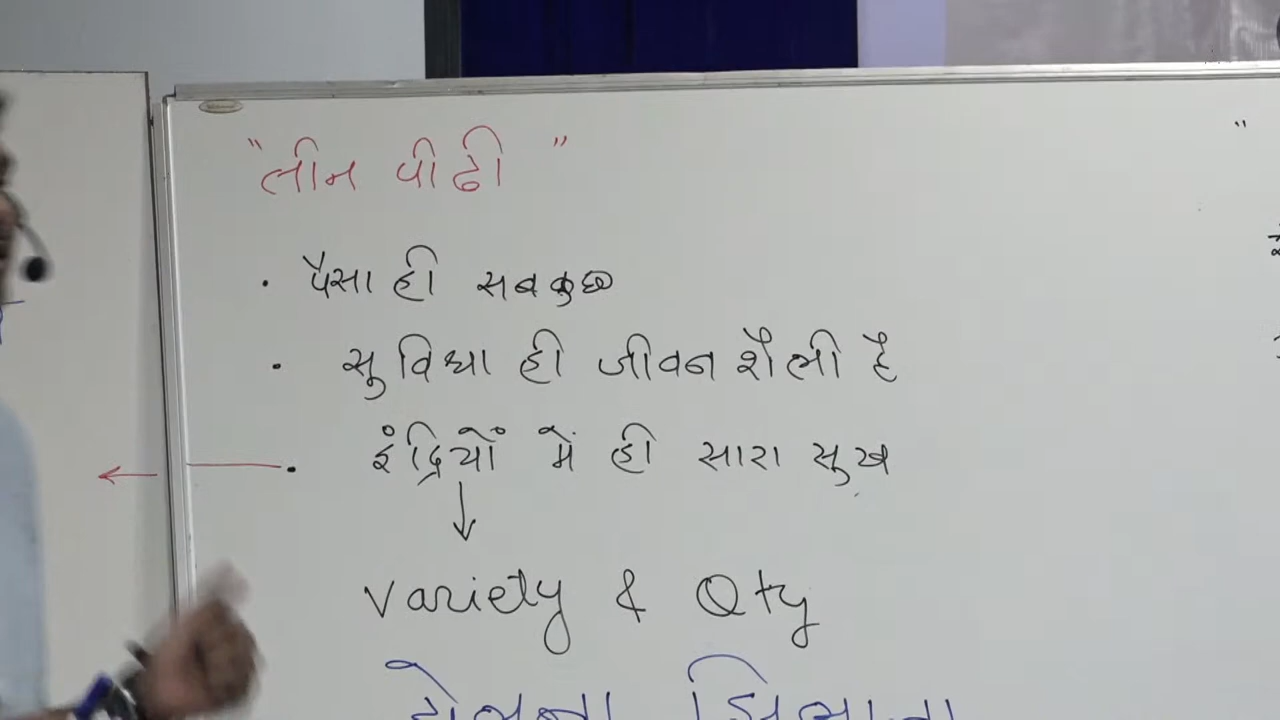 "तीन पीढी"
. पैसा ही सबकुछ
. सुविधा ही जीवन शैली है
. इंद्रियों में ही सारा सुख
↓
Variety & Qty